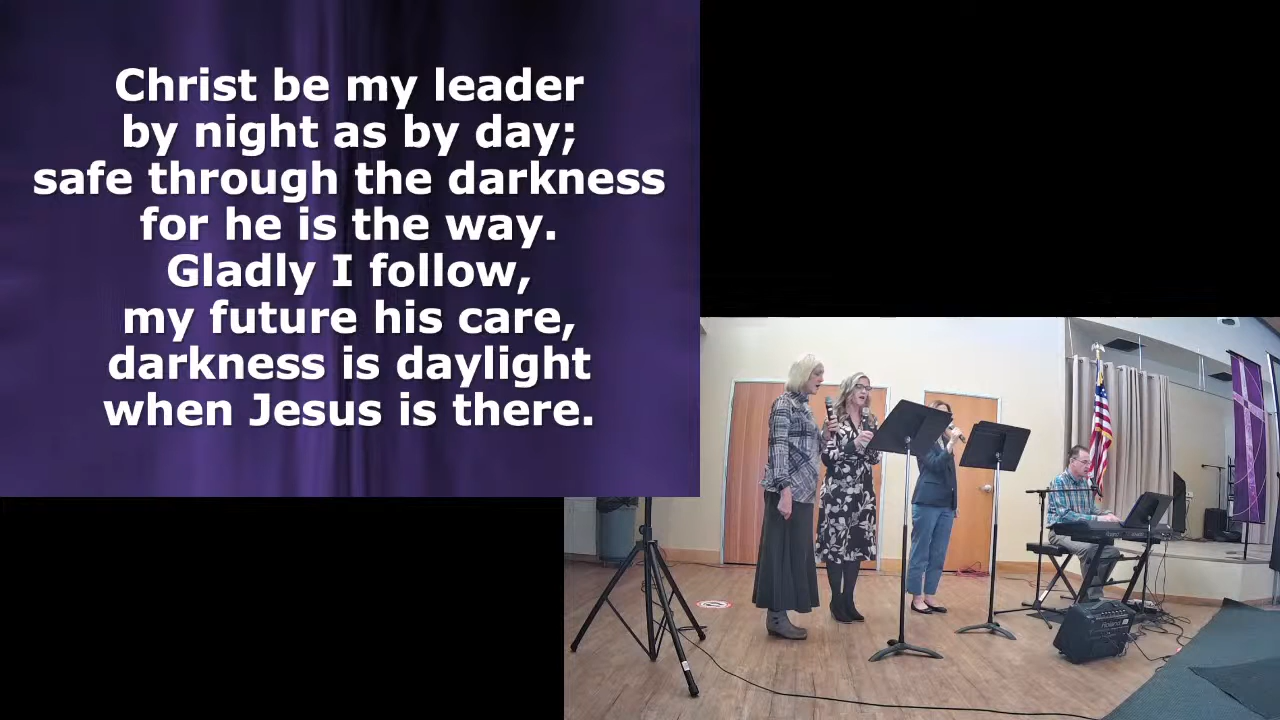 Christ be my leader
by night as by day;
safe through the darkness
for he is the way.
Gladly I follow,
my future his care,
darkness is daylight
when Jesus is there.
Roland